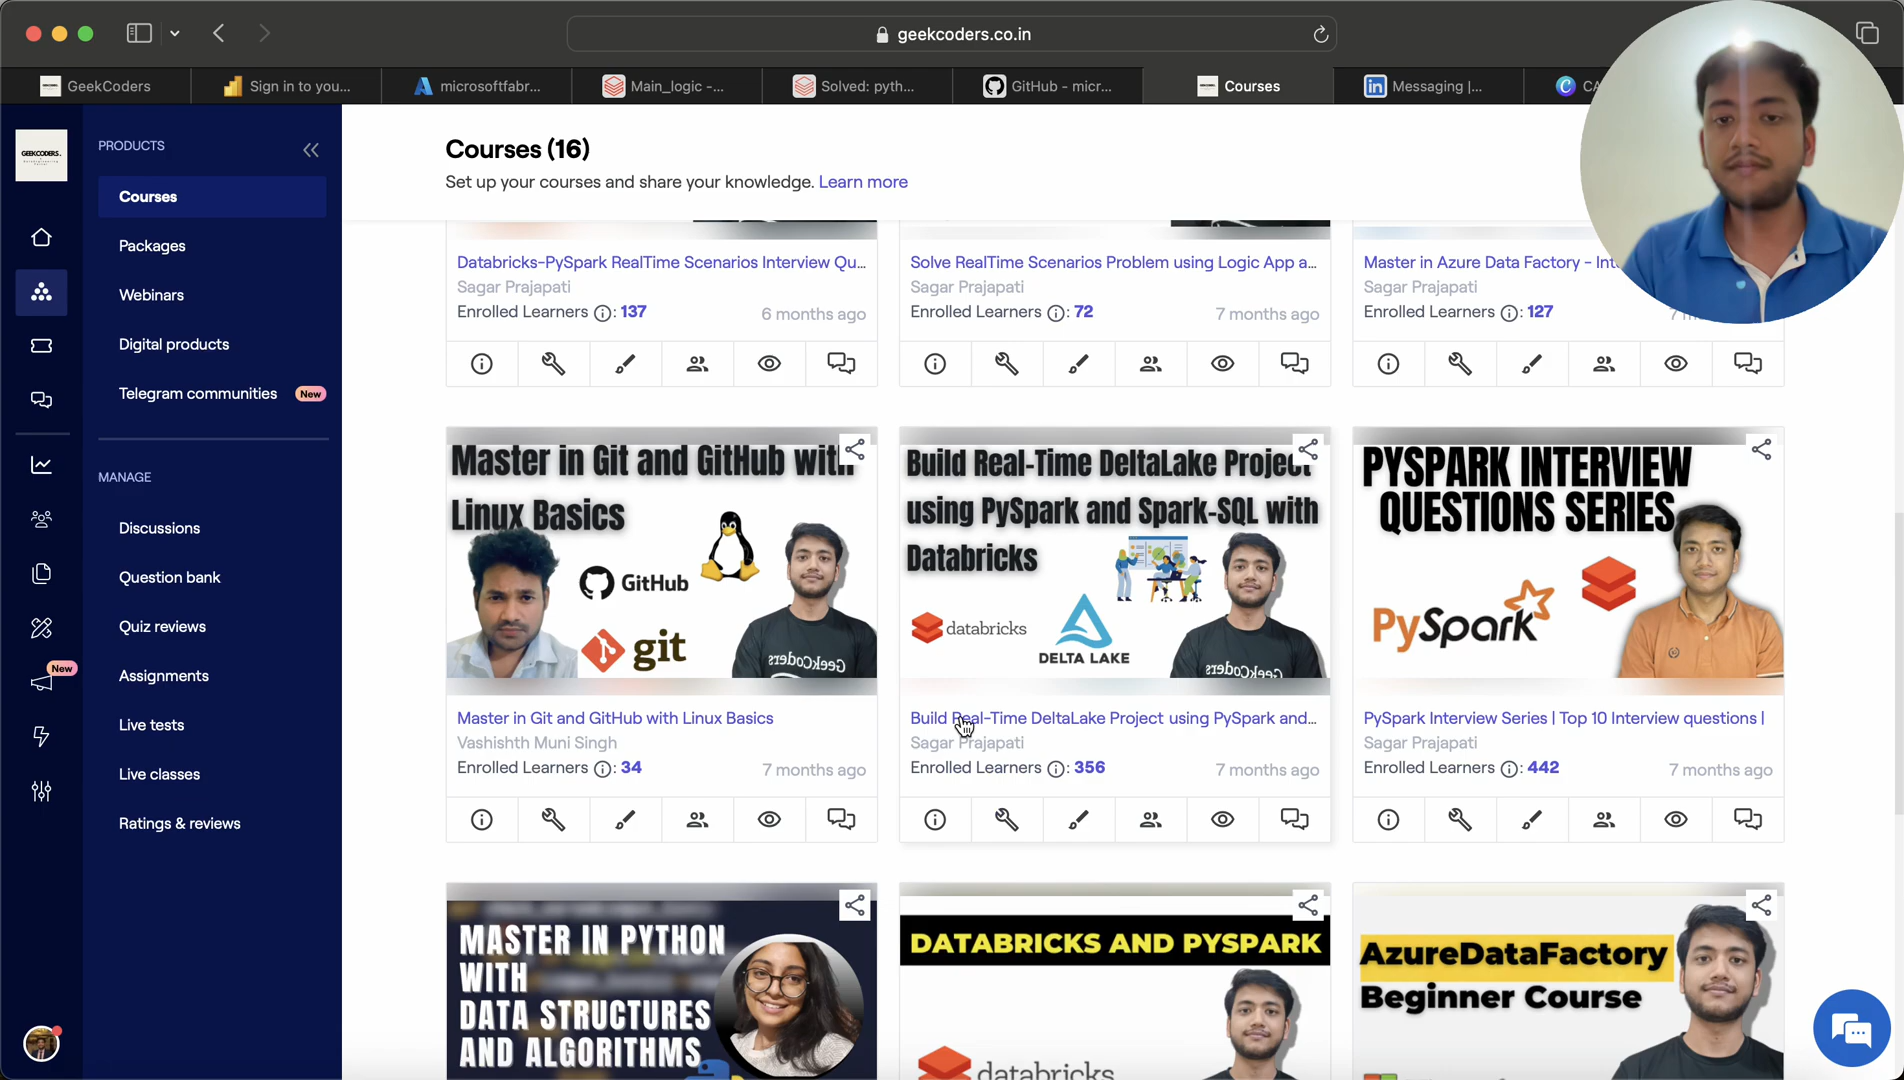 geekcoders.co.in
GeekCoders
Sign in to you...
microsoftfabr...
Main_logic -...
Solved: pyth...
GitHub - micr...
Courses
Messaging |...
PRODUCTS
Courses
Packages
Webinars
Digital products
Telegram communities New
MANAGE
Discussions
Question bank
Quiz reviews
Assignments
Live tests
Live classes
Ratings & reviews
New
GEEKCODERS.
Courses (16)
Set up your courses and share your knowledge. Learn more
Databricks-PySpark RealTime Scenarios Interview Qu...
Sagar Prajapati
Enrolled Learners : 137
6 months ago
Solve RealTime Scenarios Problem using Logic App a...
Sagar Prajapati
Enrolled Learners : 72
7 months ago
Master in Azure Data Factory - Int
Sagar Prajapati
Enrolled Learners : 127
Master in Git and GitHub with
Linux Basics
GitHub
git
GeekCoders
Master in Git and GitHub with Linux Basics
Vashishth Muni Singh
Enrolled Learners : 34
7 months ago
Build Real-Time DeltaLake Project
using PySpark and Spark-SQL with
Databricks
databricks
DELTA LAKE
GeekCoders
Build Real-Time DeltaLake Project using PySpark and...
Sagar Prajapati
Enrolled Learners : 356
7 months ago
PYSPARK INTERVIEW
QUESTIONS SERIES
PySpark
PySpark Interview Series | Top 10 Interview questions |
Sagar Prajapati
Enrolled Learners : 442
7 months ago
MASTER IN PYTHON
WITH
DATA STRUCTURES
AND ALGORITHMS
DATABRICKS AND PYSPARK
databricks
AzureDataFactory
Beginner Course